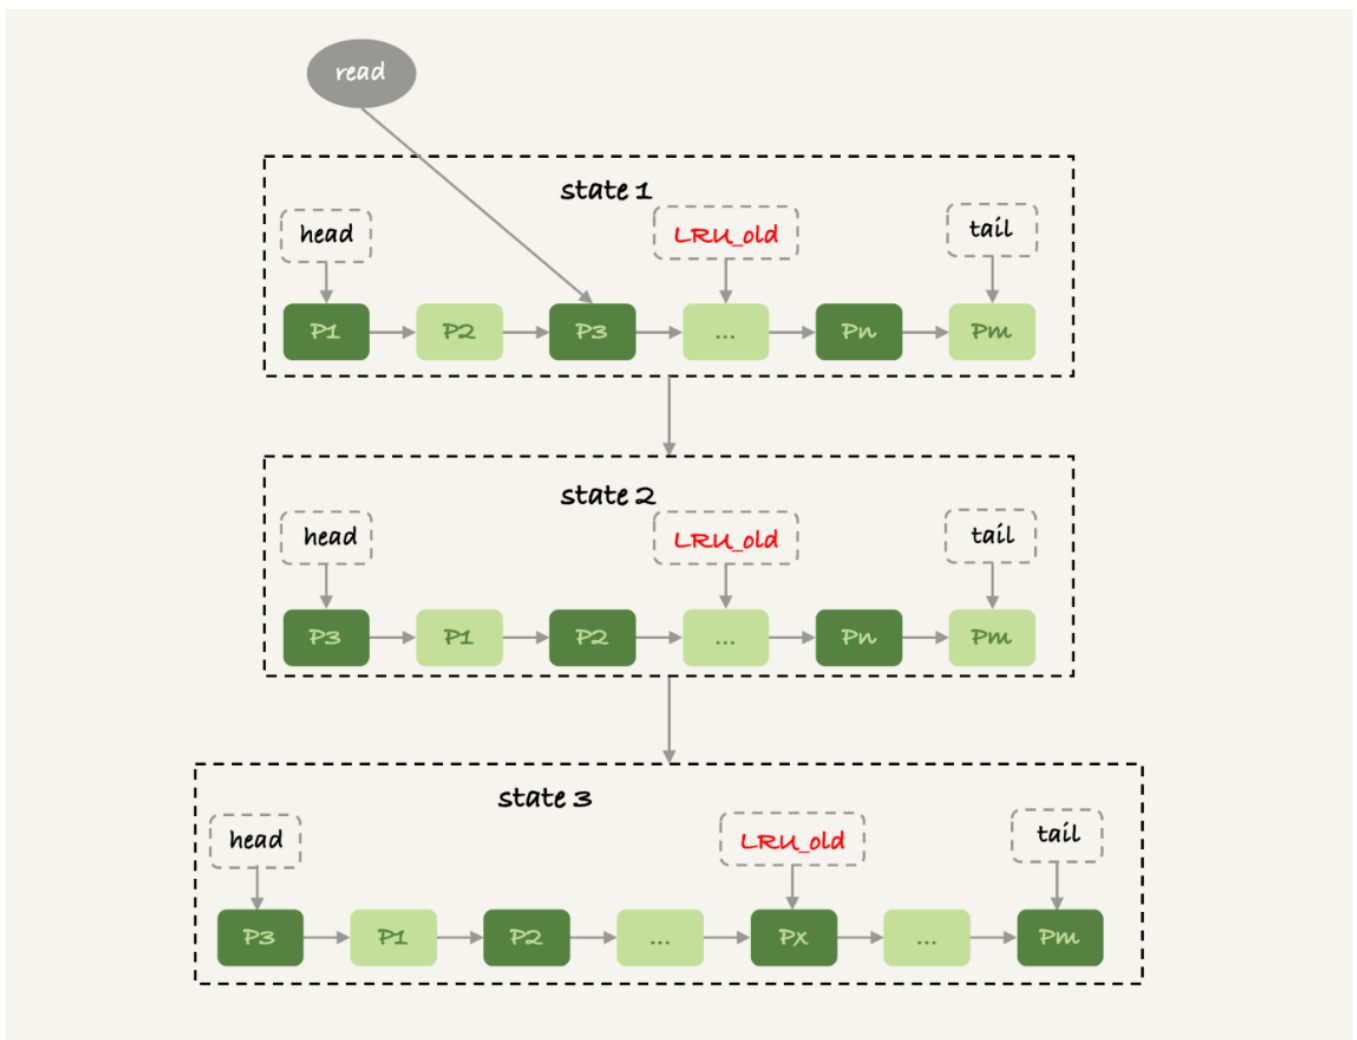 read
state 1
head
LRU_old
tail
P1 P2 P3 ... Pn Pm
state 2
head
LRU_old
tail
P3 P1 P2 ... Pn Pm
state 3
head
LRU_old
tail
P3 P1 P2 ... Px ... Pm